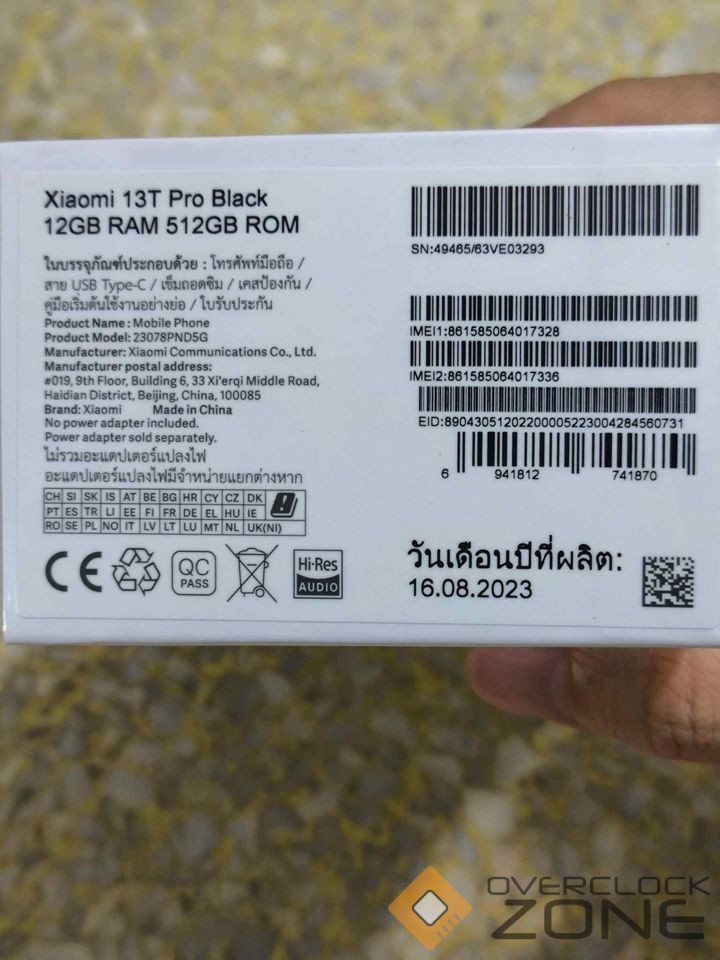 Xiaomi 13T Pro Black
12GB RAM 512GB ROM
ในบรรจุภัณฑ์ประกอบด้วย : โทรศัพท์มือถือ /
สาย USB Type-C / เข็มถอดซิม / เคสป้องกัน /
คู่มือเริ่มต้นใช้งานอย่างย่อ / ใบรับประกัน
Product Name : Mobile Phone
Product Model: 23078PND5G
Manufacturer: Xiaomi Communications Co., Ltd.
Manufacturer postal address:
#019, 9th Floor, Building 6, 33 Xi'erqi Middle Road,
Haidian District, Beijing, China, 100085
Brand: Xiaomi Made in China
No power adapter included.
Power adapter sold separately.
ไม่รวมอะแดปเตอร์แปลงไฟ
อะแดปเตอร์แปลงไฟมีจำหน่ายแยกต่างหาก
CH SI SK IS AT BE BG HR CY CZ DK
PT ES TR LI EE FI FR DE EL HU IE
RO SE PL NO IT LV LT LU MT NL UK(NI)
CE
QC
PASS
Hi-Res
AUDIO
SN:49465/63VE03293
IMEI1:861585064017328
IMEI2:861585064017336
EID:89043051202200005223004284560731
6 941812 741870
วันเดือนปีที่ผลิต:
16.08.2023
OVERCLOCK
ZONE